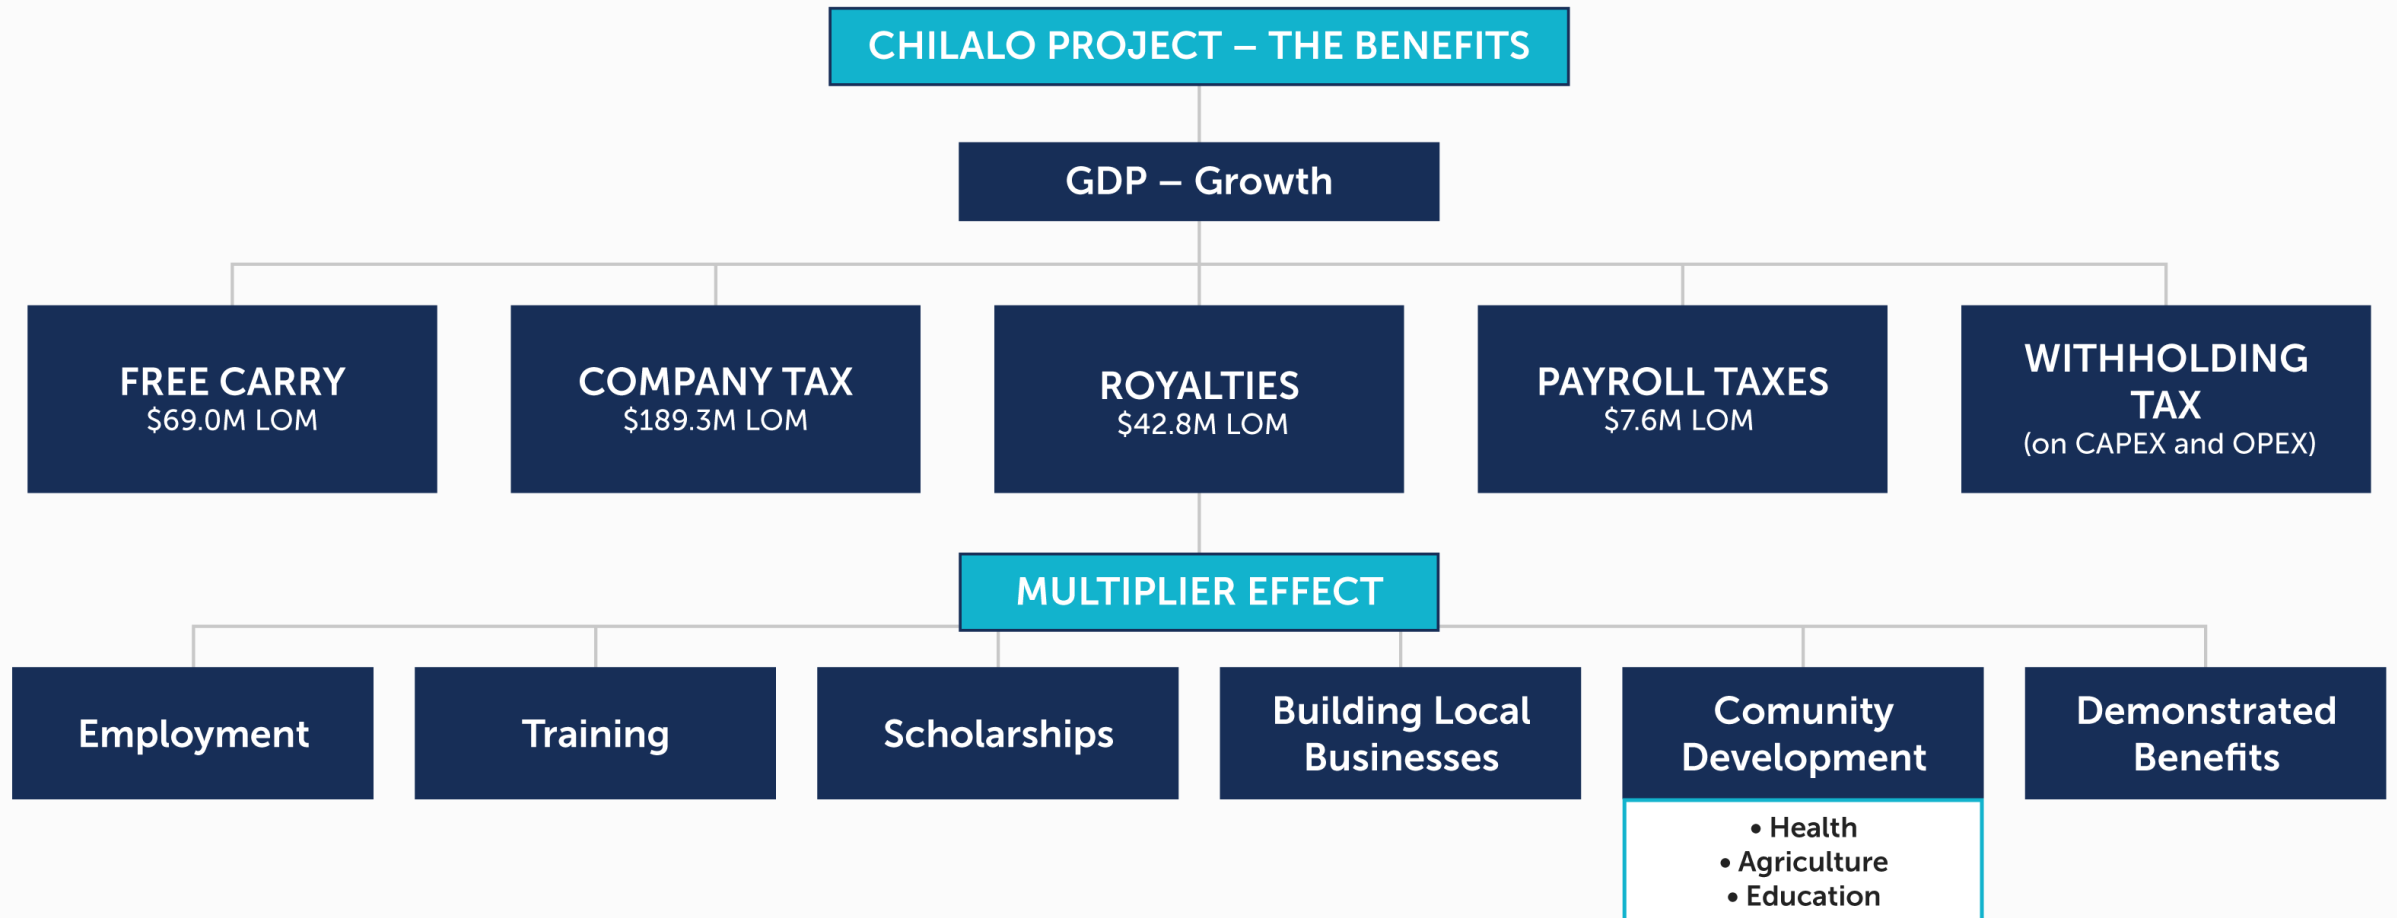 CHILALO PROJECT – THE BENEFITS
GDP – Growth
FREE CARRY
$69.0M LOM
COMPANY TAX
$189.3M LOM
ROYALTIES
$42.8M LOM
PAYROLL TAXES
$7.6M LOM
WITHHOLDING
TAX
(on CAPEX and OPEX)
MULTIPLIER EFFECT
Employment
Training
Scholarships
Building Local
Businesses
Comunity
Development
• Health
• Agriculture
• Education
Demonstrated
Benefits